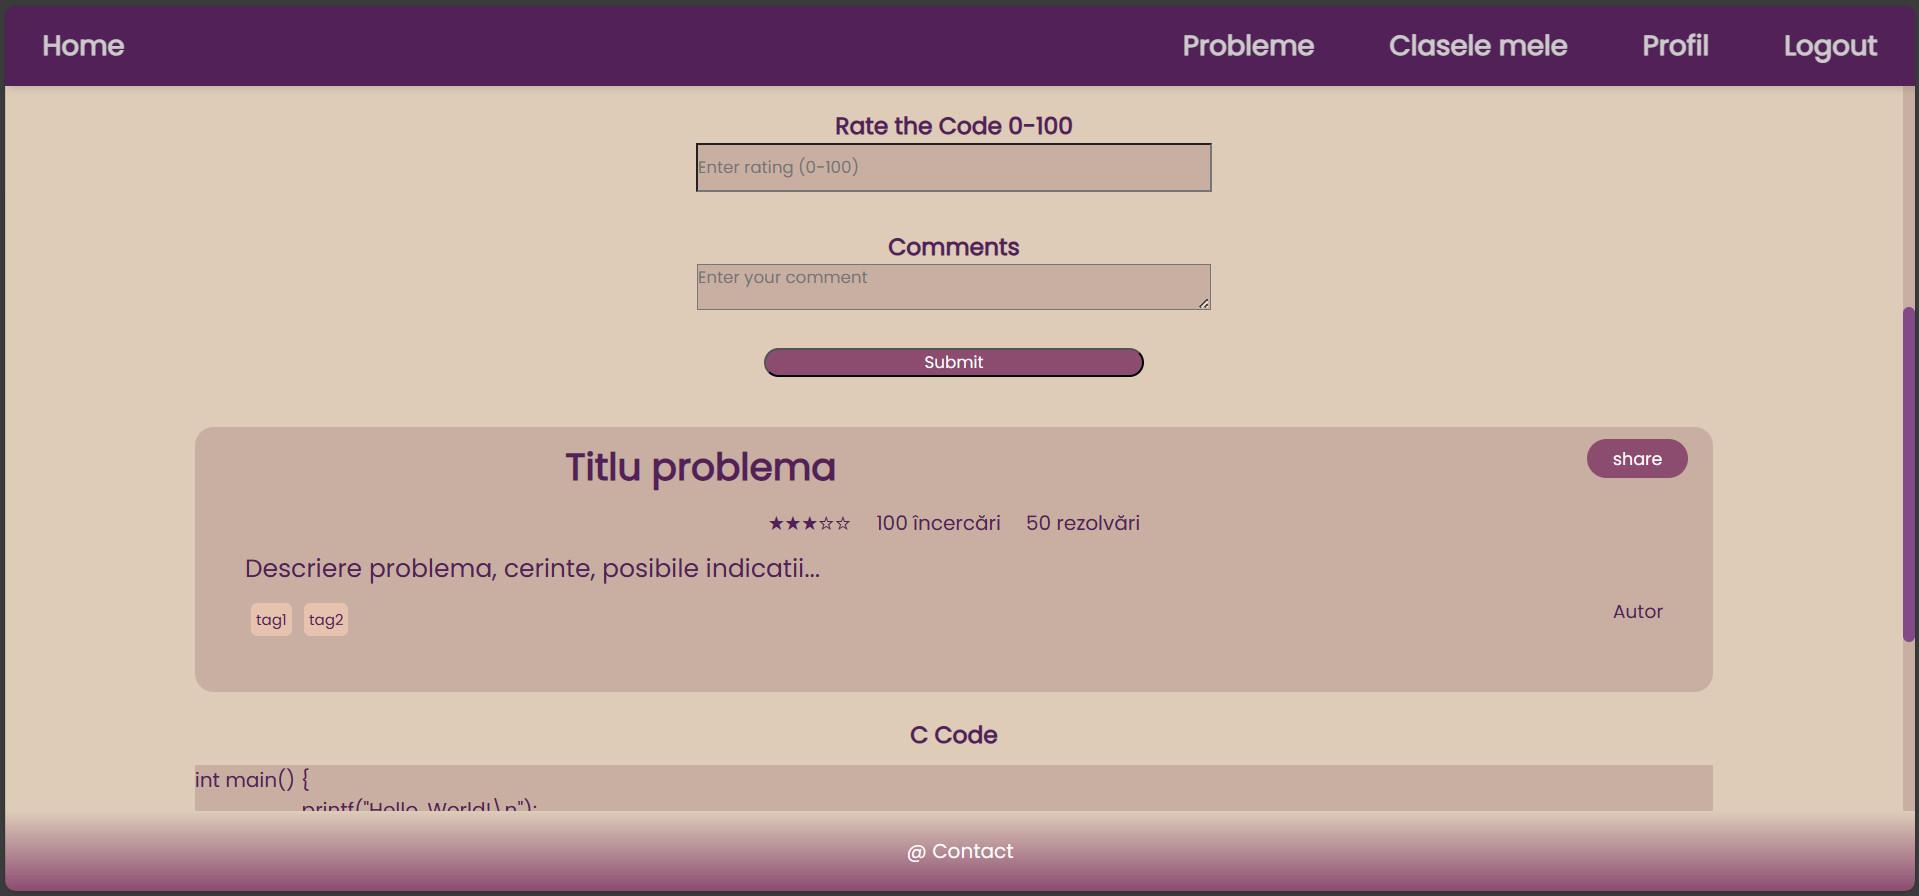 Home Probleme Clasele mele Profil Logout
Rate the Code 0-100
Enter rating (0-100)
Comments
Enter your comment
Submit
Titlu problema
share
★★★☆☆ 100 încercări 50 rezolvări
Descriere problema, cerinte, posibile indicatii...
tag1 tag2
Autor
C Code
int main() {
printf("Hello, World!\n");
@ Contact